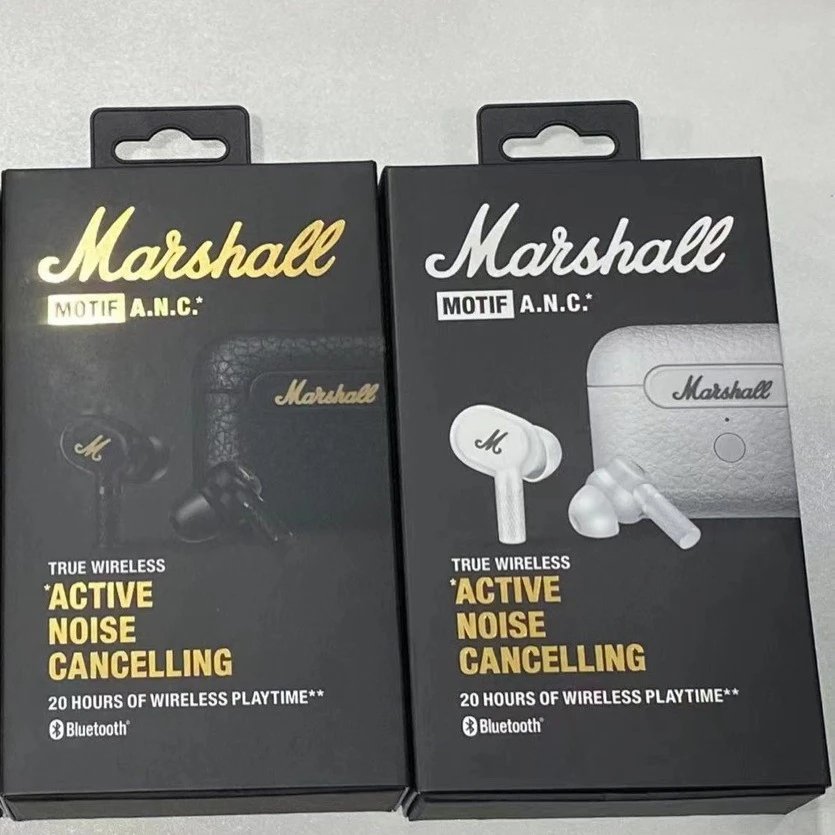 Marshall
MOTIF A.N.C.*
Marshall
M
TRUE WIRELESS
*ACTIVE
NOISE
CANCELLING
20 HOURS OF WIRELESS PLAYTIME**
Bluetooth®
Marshall
MOTIF A.N.C.*
Marshall
M
TRUE WIRELESS
*ACTIVE
NOISE
CANCELLING
20 HOURS OF WIRELESS PLAYTIME**
Bluetooth®